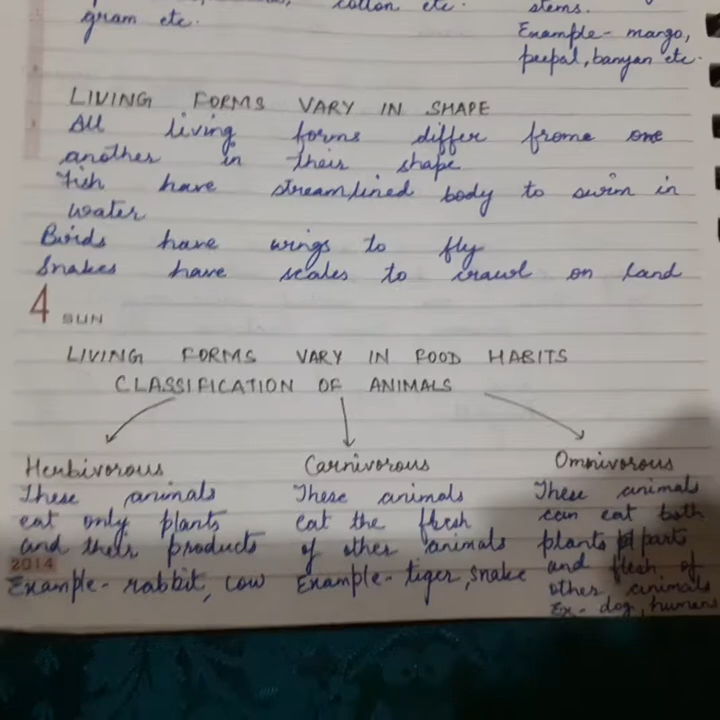 cotton etc.
stems.
gram etc.
Example- mango,
peepal, banyan etc.
LIVING FORMS VARY IN SHAPE
All living forms differ frome one
another in their shape
Fish have streamlined body to swim in
water
Birds have wings to fly
Snakes have scales to crawl on land
4 SUN
LIVING FORMS VARY IN FOOD HABITS
CLASSIFICATION OF ANIMALS
Herbivorous
These animals
eat only plants
and their products
2014
Example- rabbit, cow
Carnivorous
These animals
eat the flesh
of other animals
Example- tiger, snake
Omnivorous
These animals
can eat both
plants parts
and flesh of
other animals
Ex- dog, humans